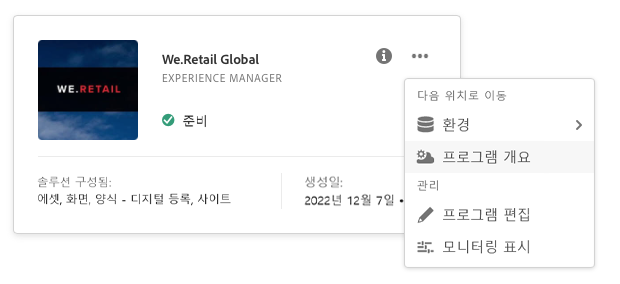 We.Retail Global
EXPERIENCE MANAGER
WE.RETAIL
준비
솔루션 구성됨:
에셋, 화면, 양식 - 디지털 등록, 사이트
생성일:
2022년 12월 7일 •
다음 위치로 이동
환경
프로그램 개요
관리
프로그램 편집
모니터링 표시